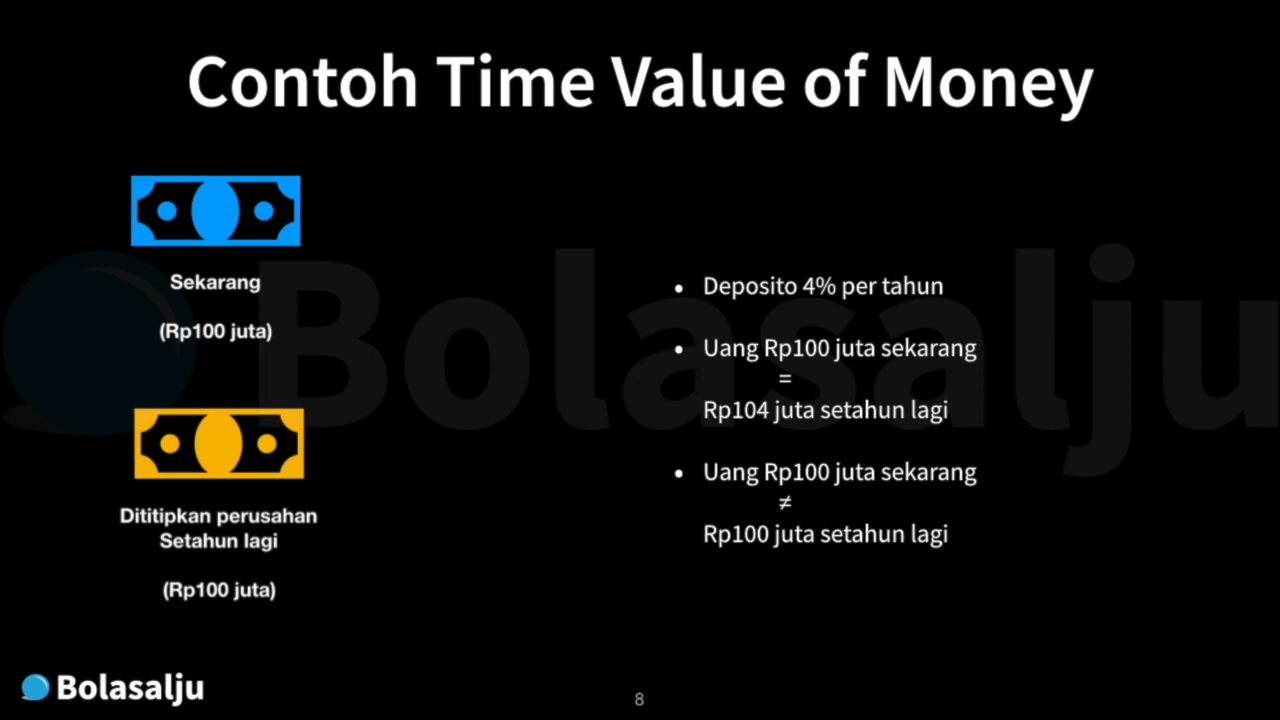 Contoh Time Value of Money
Sekarang
(Rp100 juta)
Dititipkan perusahan
Setahun lagi
(Rp100 juta)
• Deposito 4% per tahun
• Uang Rp100 juta sekarang
=
Rp104 juta setahun lagi
• Uang Rp100 juta sekarang
≠
Rp100 juta setahun lagi
Bolasalju
Bolasalju
8